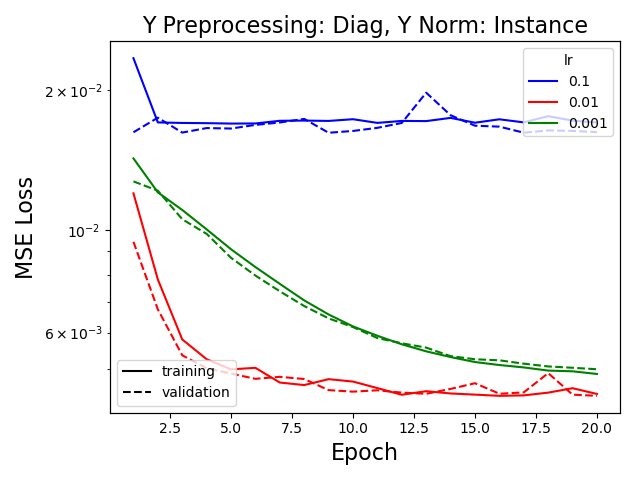 Y Preprocessing: Diag, Y Norm: Instance
MSE Loss
2 × 10⁻²
10⁻²
6 × 10⁻³
lr
0.1
0.01
0.001
training
validation
2.5 5.0 7.5 10.0 12.5 15.0 17.5 20.0
Epoch